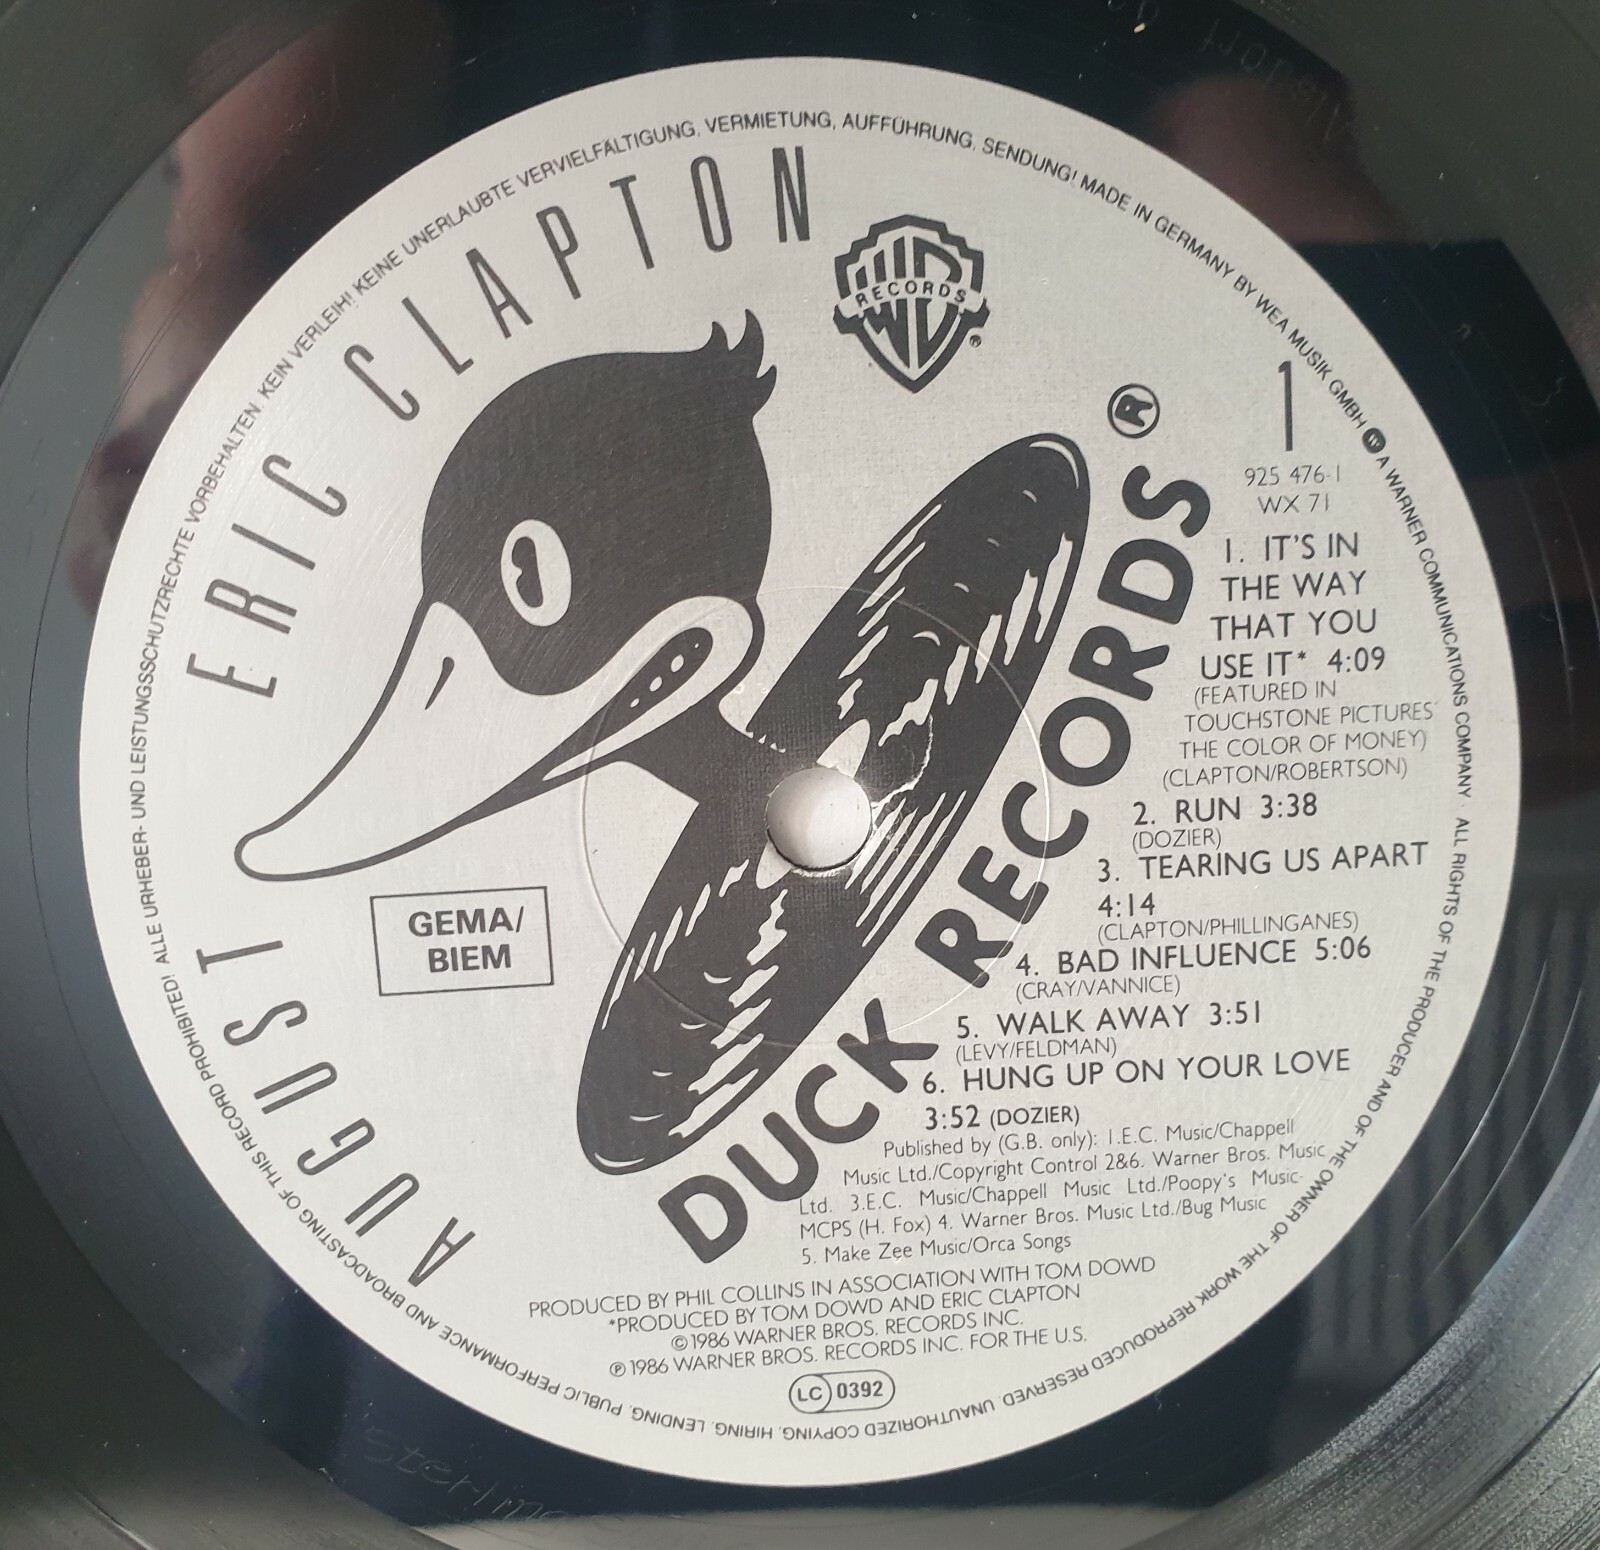 ERIC CLAPTON
AUGUST
RECORDS
®
DUCK RECORDS®
GEMA/
BIEM
1
925 476-1
WX 71
1. IT'S IN
THE WAY
THAT YOU
USE IT* 4:09
(FEATURED IN
TOUCHSTONE PICTURES'
THE COLOR OF MONEY)
(CLAPTON/ROBERTSON)
2. RUN 3:38
(DOZIER)
3. TEARING US APART
4:14
(CLAPTON/PHILLINGANES)
4. BAD INFLUENCE 5:06
(CRAY/VANNICE)
5. WALK AWAY 3:51
(LEVY/FELDMAN)
6. HUNG UP ON YOUR LOVE
3:52 (DOZIER)
Published by (G.B. only): 1.E.C. Music/Chappell
Music Ltd./Copyright Control 2&6. Warner Bros. Music
Ltd. 3.E.C. Music/Chappell Music Ltd./Poopy's Music-
MCPS (H. Fox) 4. Warner Bros. Music Ltd./Bug Music
5. Make Zee Music/Orca Songs
PRODUCED BY PHIL COLLINS IN ASSOCIATION WITH TOM DOWD
*PRODUCED BY TOM DOWD AND ERIC CLAPTON
©1986 WARNER BROS. RECORDS INC.
℗1986 WARNER BROS. RECORDS INC. FOR THE U.S.
LC 0392
ALLE URHEBER- UND LEISTUNGSSCHUTZRECHTE VORBEHALTEN. KEIN VERLEIH! KEINE UNERLAUBTE VERVIELFÄLTIGUNG, VERMIETUNG, AUFFÜHRUNG, SENDUNG! MADE IN GERMANY BY WEA MUSIK GMBH A WARNER COMMUNICATIONS COMPANY · ALL RIGHTS OF THE PRODUCER AND OF THE OWNER OF THE WORK REPRODUCED RESERVED. UNAUTHORIZED COPYING, HIRING, LENDING, PUBLIC PERFORMANCE AND BROADCASTING OF THIS RECORD PROHIBITED!